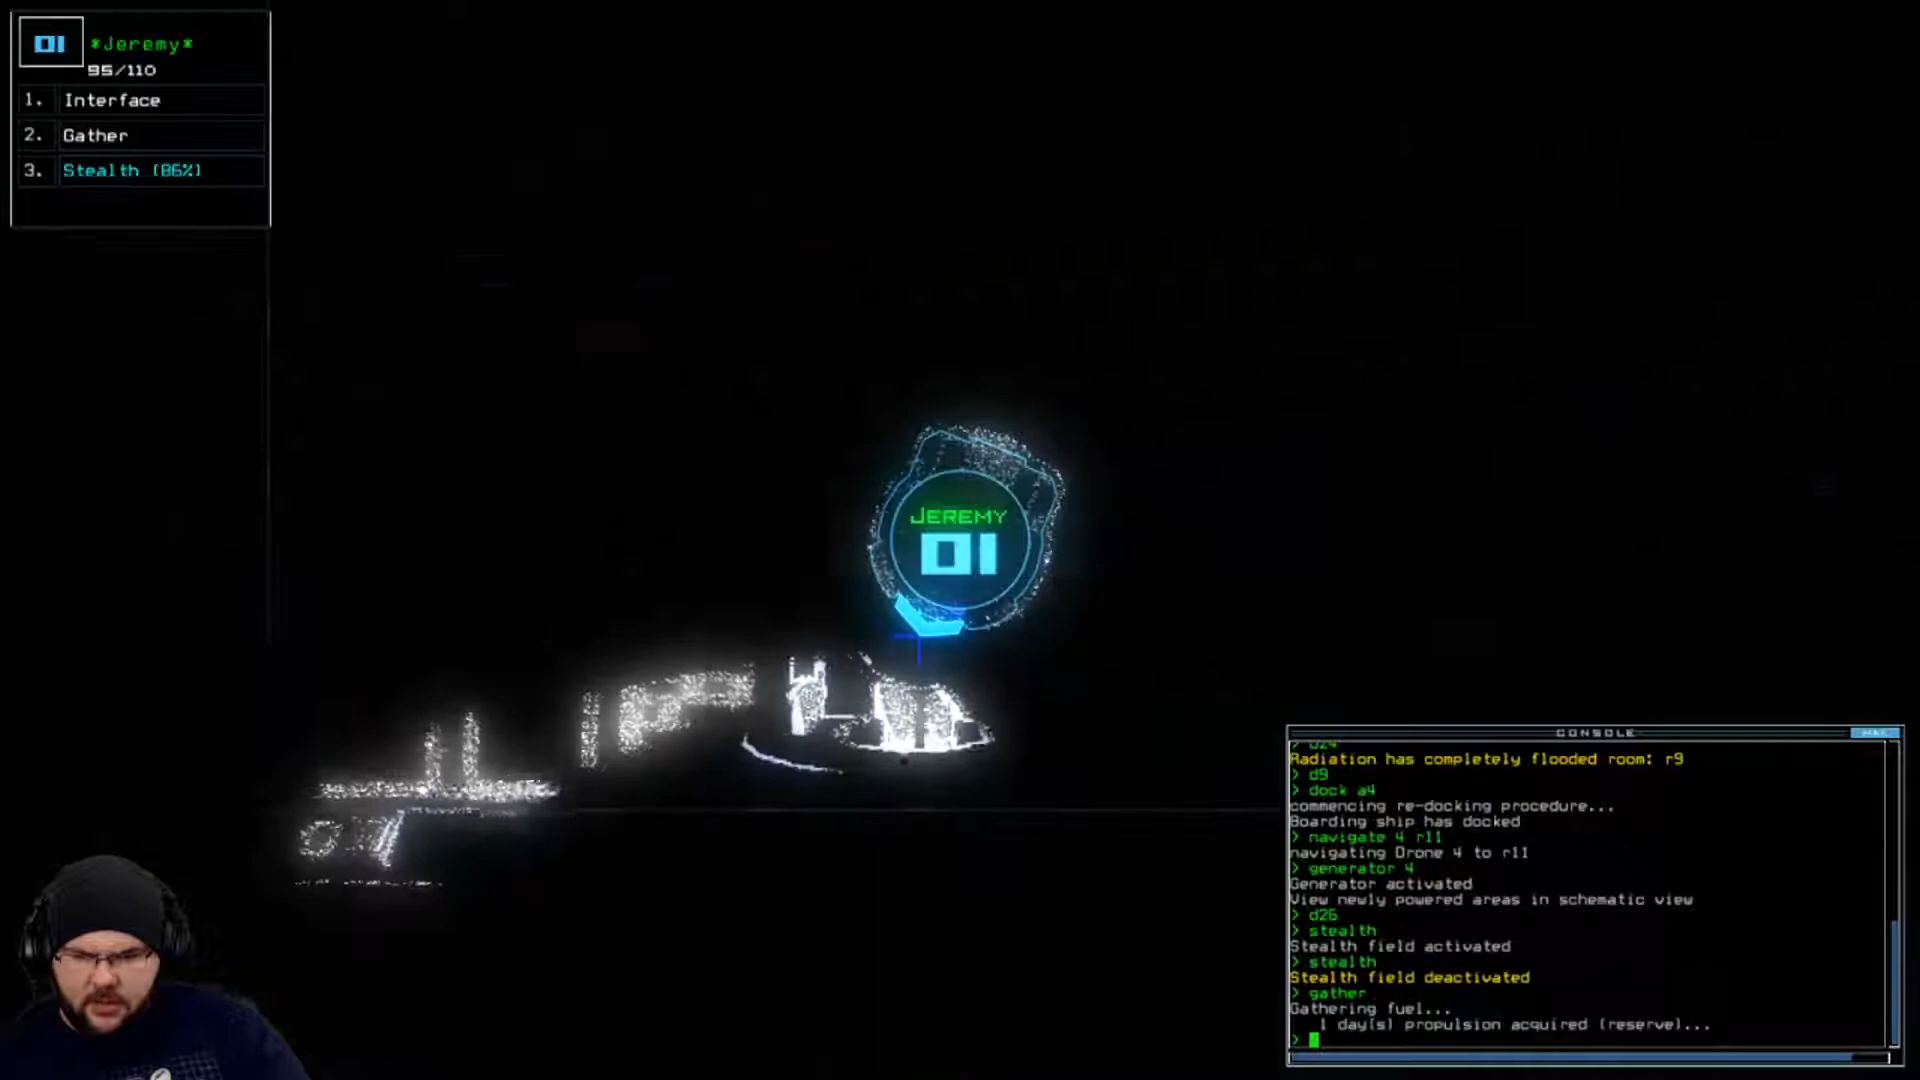 01 *Jeremy*
95/110
1. Interface
2. Gather
3. Stealth (86%)
JEREMY
01
CONSOLE
> d24
Radiation has completely flooded room: r9
> d9
> dock a4
commencing re-docking procedure...
Boarding ship has docked
> navigate 4 r11
navigating Drone 4 to r11
> generator 4
Generator activated
View newly powered areas in schematic view
> d26
> stealth
Stealth field activated
> stealth
Stealth field deactivated
> gather
Gathering fuel...
1 day(s) propulsion acquired (reserve)...
>